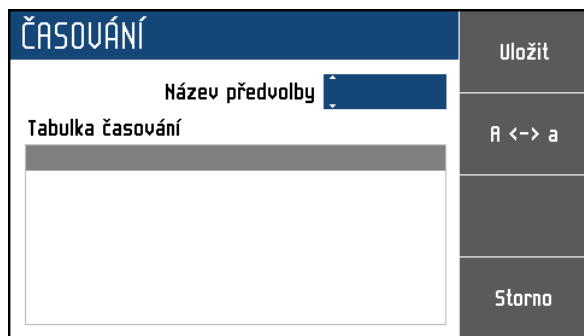 ČASOVÁNÍ
Název předvolby
Tabulka časování
Uložit
A <-> a
Storno